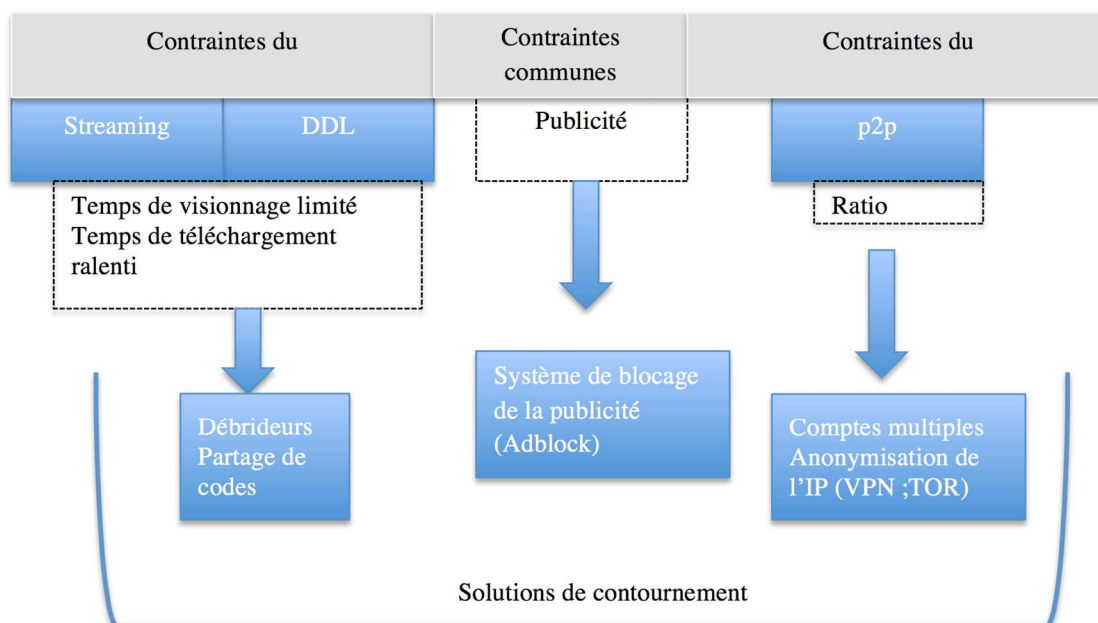 Contraintes du
Contraintes
communes
Contraintes du
Streaming
DDL
Publicité
p2p
Temps de visionnage limité
Temps de téléchargement
ralenti
Ratio
Débrideurs
Partage de
codes
Système de blocage
de la publicité
(Adblock)
Comptes multiples
Anonymisation de
l’IP (VPN ;TOR)
Solutions de contournement